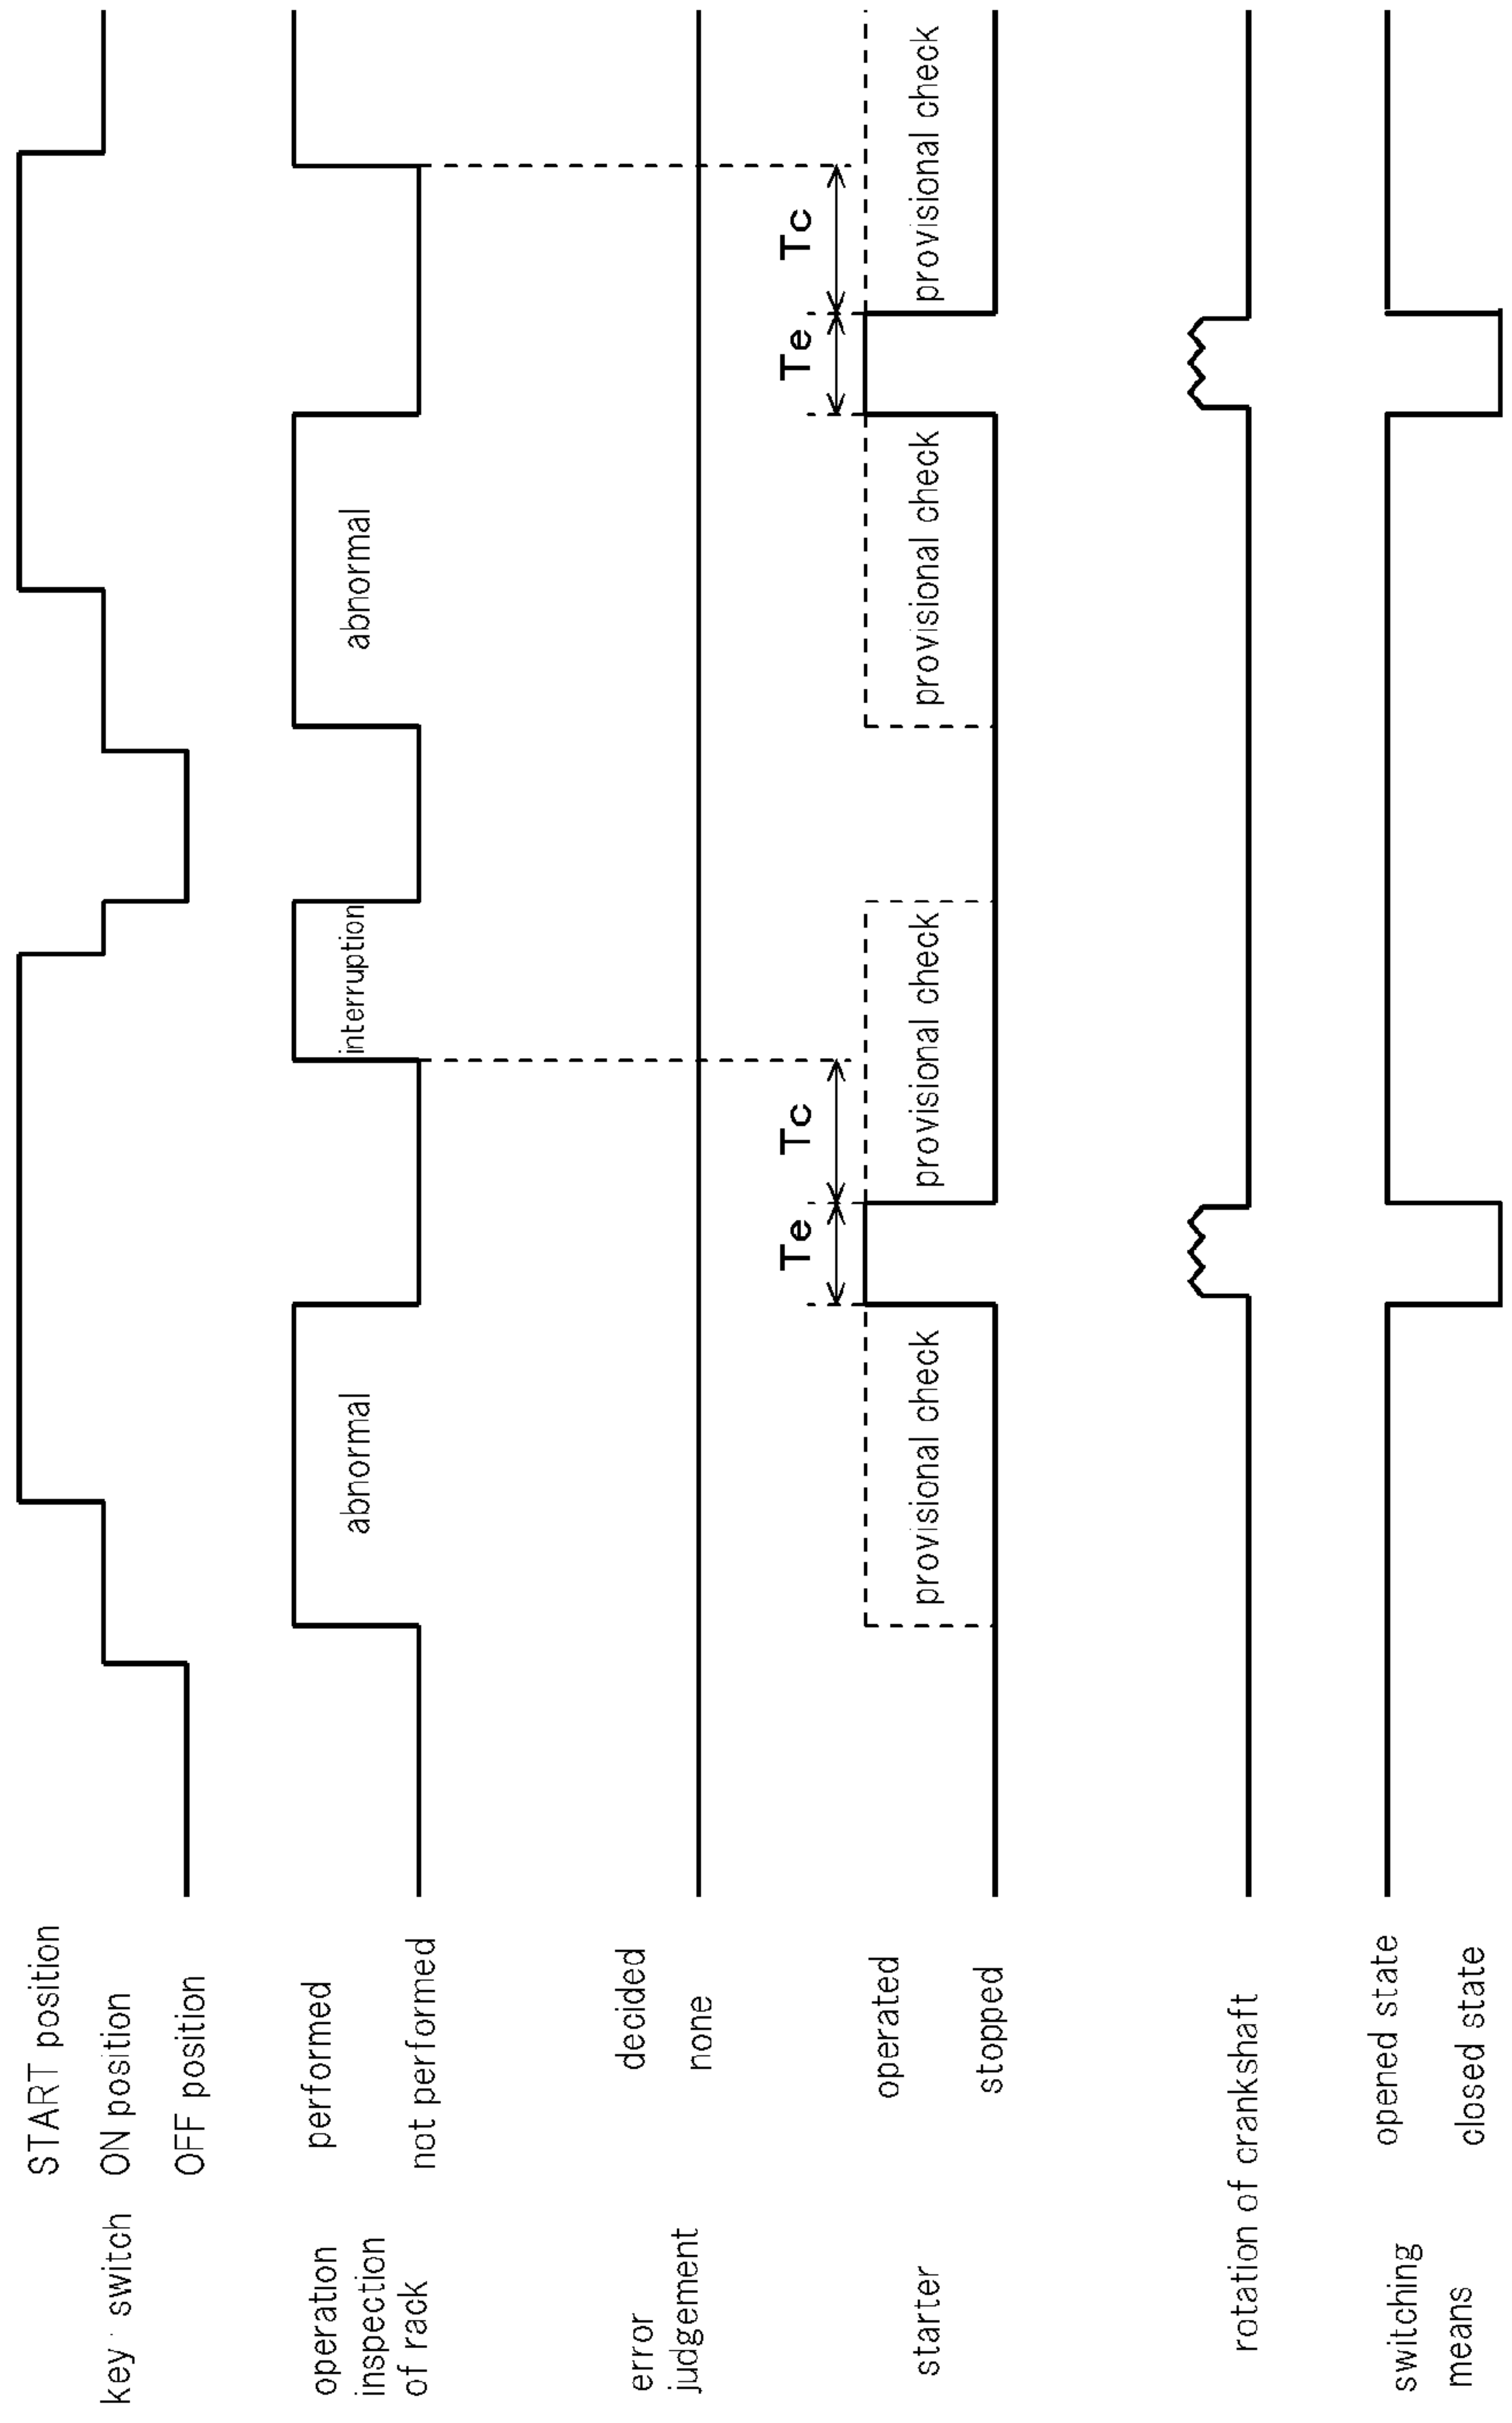 key switch
START position
ON position
OFF position
operation
inspection
of rack
performed
not performed
abnormal
interruption
abnormal
error
judgement
decided
none
Te
Tc
Te
Tc
starter
operated
stopped
provisional check
provisional check
provisional check
provisional check
rotation of crankshaft
switching
means
opened state
closed state